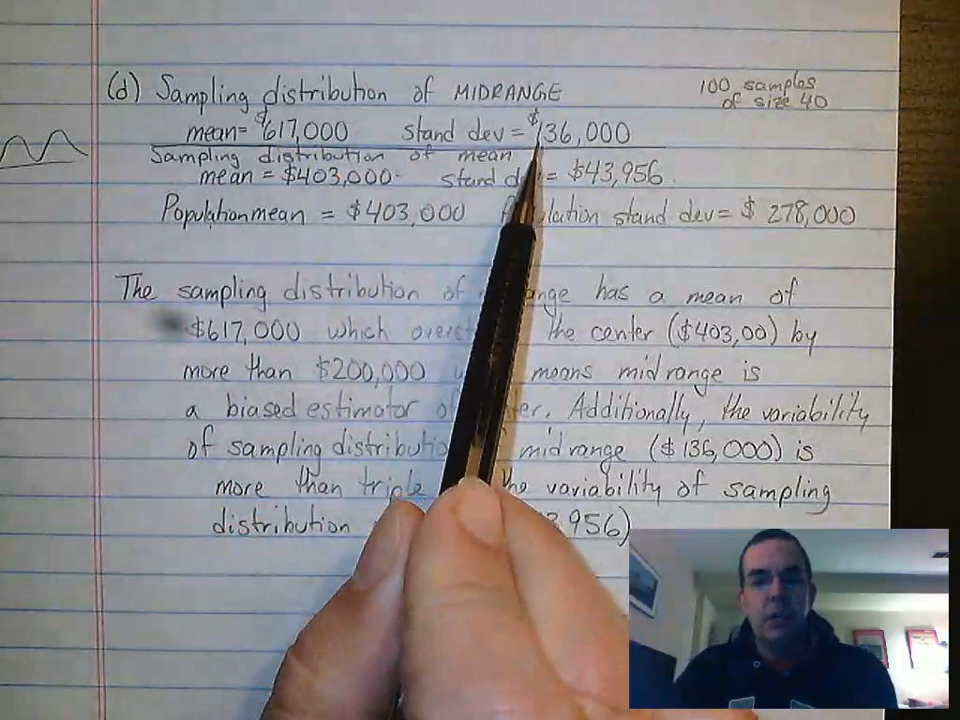 (d) Sampling distribution of MIDRANGE
100 samples
of size 40
mean= $617,000 stand dev = $136,000
Sampling distribution of mean
mean = $403,000 stand = $43,956
Population mean = $403,000 stand dev = $ 278,000
The sampling distribution of has a mean of
$617,000 which the center ($403,00) by
more than $200,000 means midrange is
a biased estimator Additionally, the variability
of sampling midrange ($136,000) is
more than triple the variability of sampling
distribution 956)